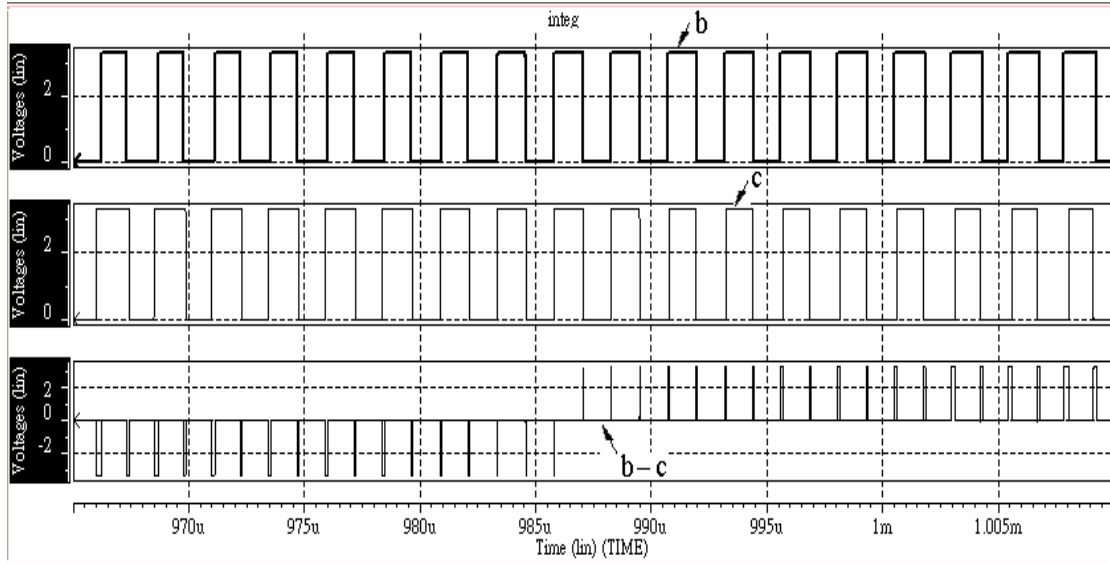 integ
b
Voltages (lin)
2
0
c
Voltages (lin)
2
0
Voltages (lin)
2
0
-2
b - c
970u 975u 980u 985u 990u 995u 1m 1.005m
Time (lin) (TIME)